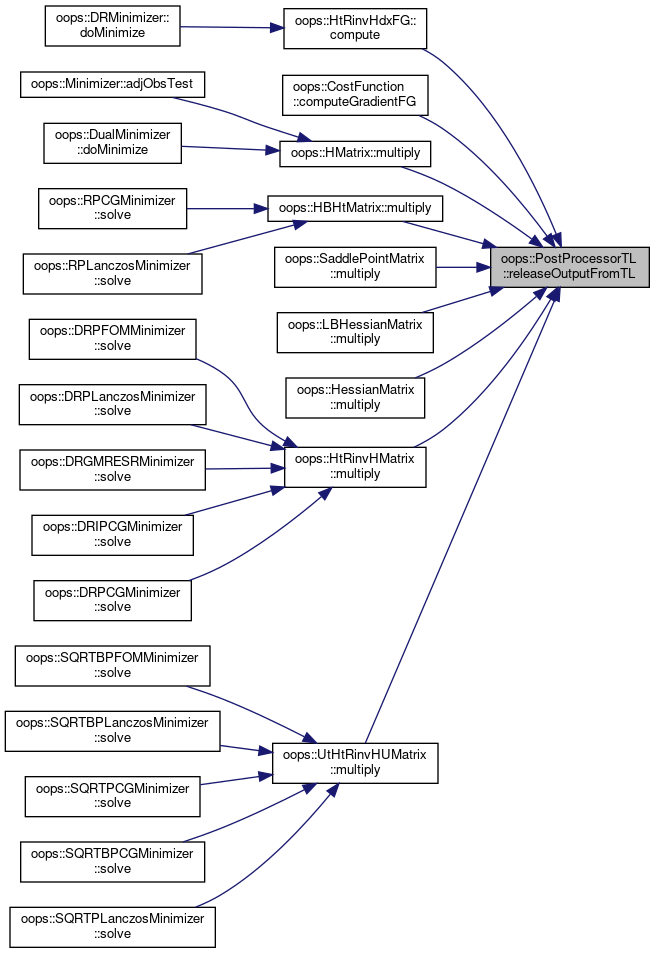 oops::DRMinimizer::
doMinimize
oops::HtRinvHdxFG::
compute
oops::Minimizer::adjObsTest
oops::CostFunction
::computeGradientFG
oops::DualMinimizer
::doMinimize
oops::HMatrix::multiply
oops::RPCGMinimizer
::solve
oops::HBHtMatrix::multiply
oops::RPLanczosMinimizer
::solve
oops::SaddlePointMatrix
::multiply
oops::PostProcessorTL
::releaseOutputFromTL
oops::LBHessianMatrix
::multiply
oops::DRPFOMMinimizer
::solve
oops::HessianMatrix
::multiply
oops::DRPLanczosMinimizer
::solve
oops::DRGMRESRMinimizer
::solve
oops::HtRinvHMatrix
::multiply
oops::DRIPCGMinimizer
::solve
oops::DRPCGMinimizer
::solve
oops::SQRTBPFOMMinimizer
::solve
oops::SQRTBPLanczosMinimizer
::solve
oops::UtHtRinvHUMatrix
::multiply
oops::SQRTPCGMinimizer
::solve
oops::SQRTBPCGMinimizer
::solve
oops::SQRTPLanczosMinimizer
::solve